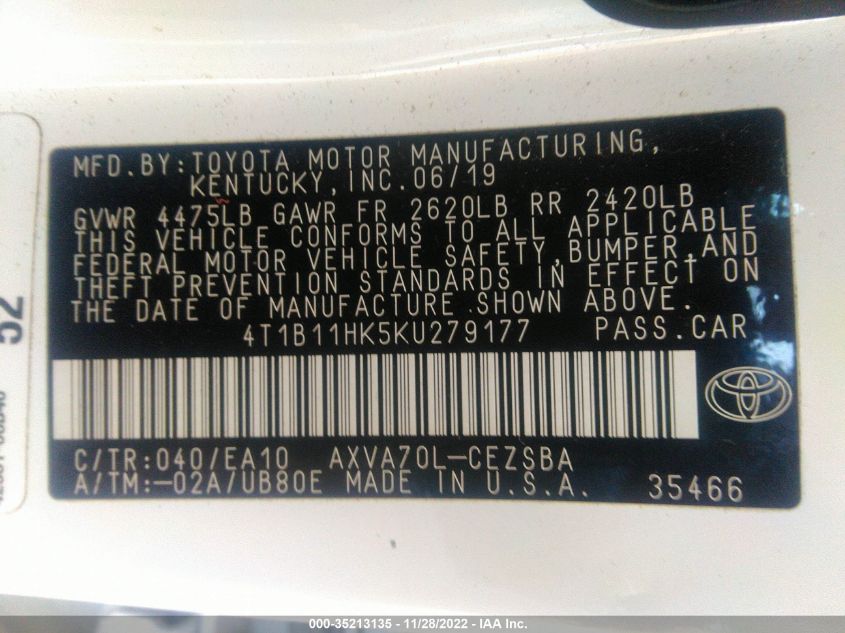 MFD.BY:TOYOTA MOTOR MANUFACTURING,
KENTUCKY,INC.06/19
GVWR 4475LB GAWR FR 2620LB RR 2420LB
THIS VEHICLE CONFORMS TO ALL APPLICABLE
FEDERAL MOTOR VEHICLE SAFETY,BUMPER,AND
THEFT PREVENTION STANDARDS IN EFFECT ON
THE DATE OF MANUFACTURE SHOWN ABOVE.
4T1B11HK5KU279177 PASS.CAR
C/TR:040/EA10 AXVA70L-CEZSBA
A/TM:-02A/UB80E MADE IN U.S.A. 35466
52
000-35213135 - 11/28/2022 - IAA Inc.